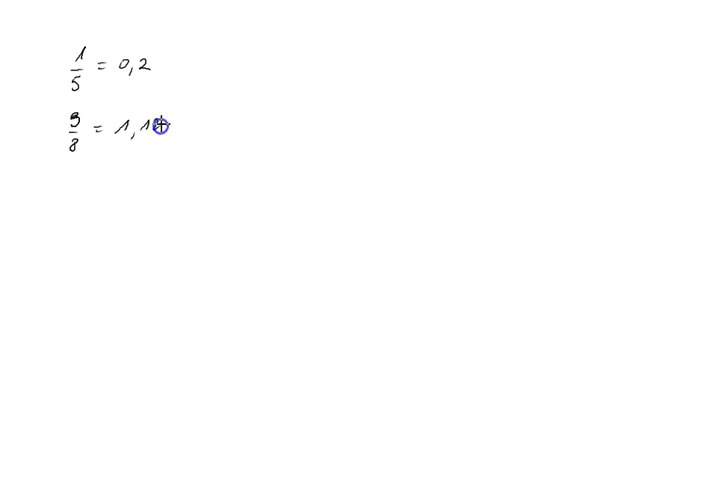 1/5 = 0,2
9/8 = 1,1